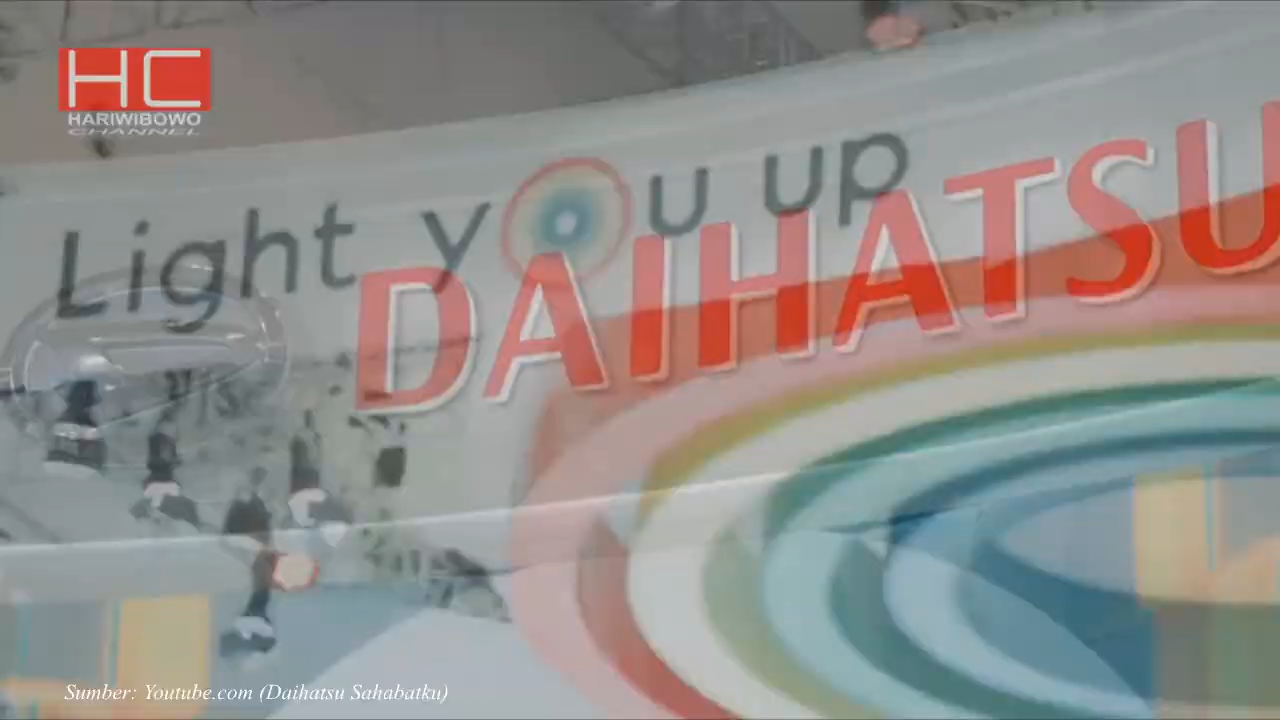 HC
HARIWIBOWO
CHANNEL
Light you up
DAIHATSU
Sumber: Youtube.com (Daihatsu Sahabatku)